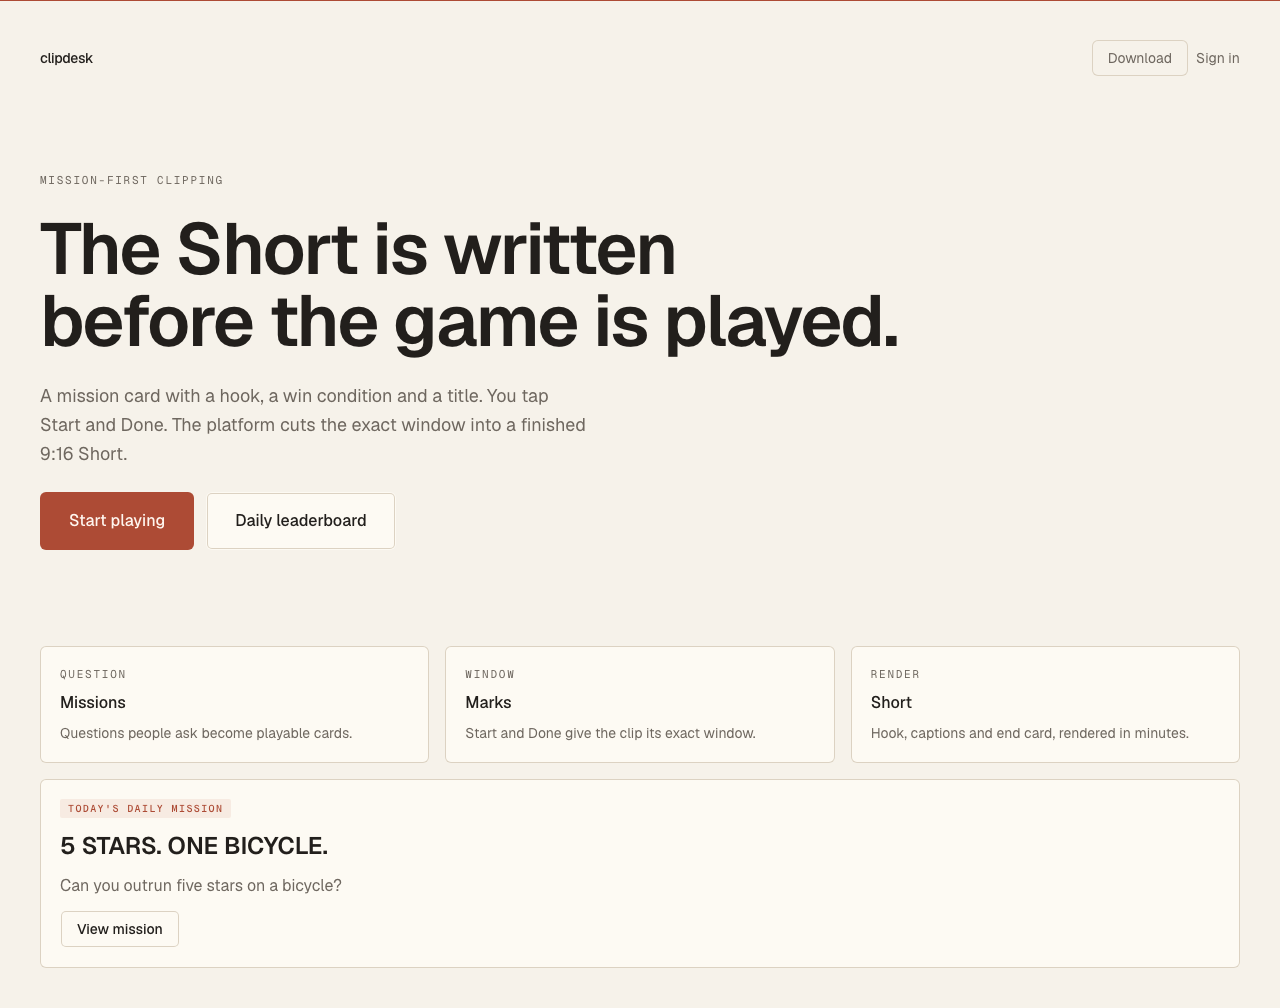 clipdesk
Download
Sign in
MISSION-FIRST CLIPPING
The Short is written
before the game is played.
A mission card with a hook, a win condition and a title. You tap
Start and Done. The platform cuts the exact window into a finished
9:16 Short.
Start playing
Daily leaderboard
QUESTION
Missions
Questions people ask become playable cards.
WINDOW
Marks
Start and Done give the clip its exact window.
RENDER
Short
Hook, captions and end card, rendered in minutes.
TODAY'S DAILY MISSION
5 STARS. ONE BICYCLE.
Can you outrun five stars on a bicycle?
View mission